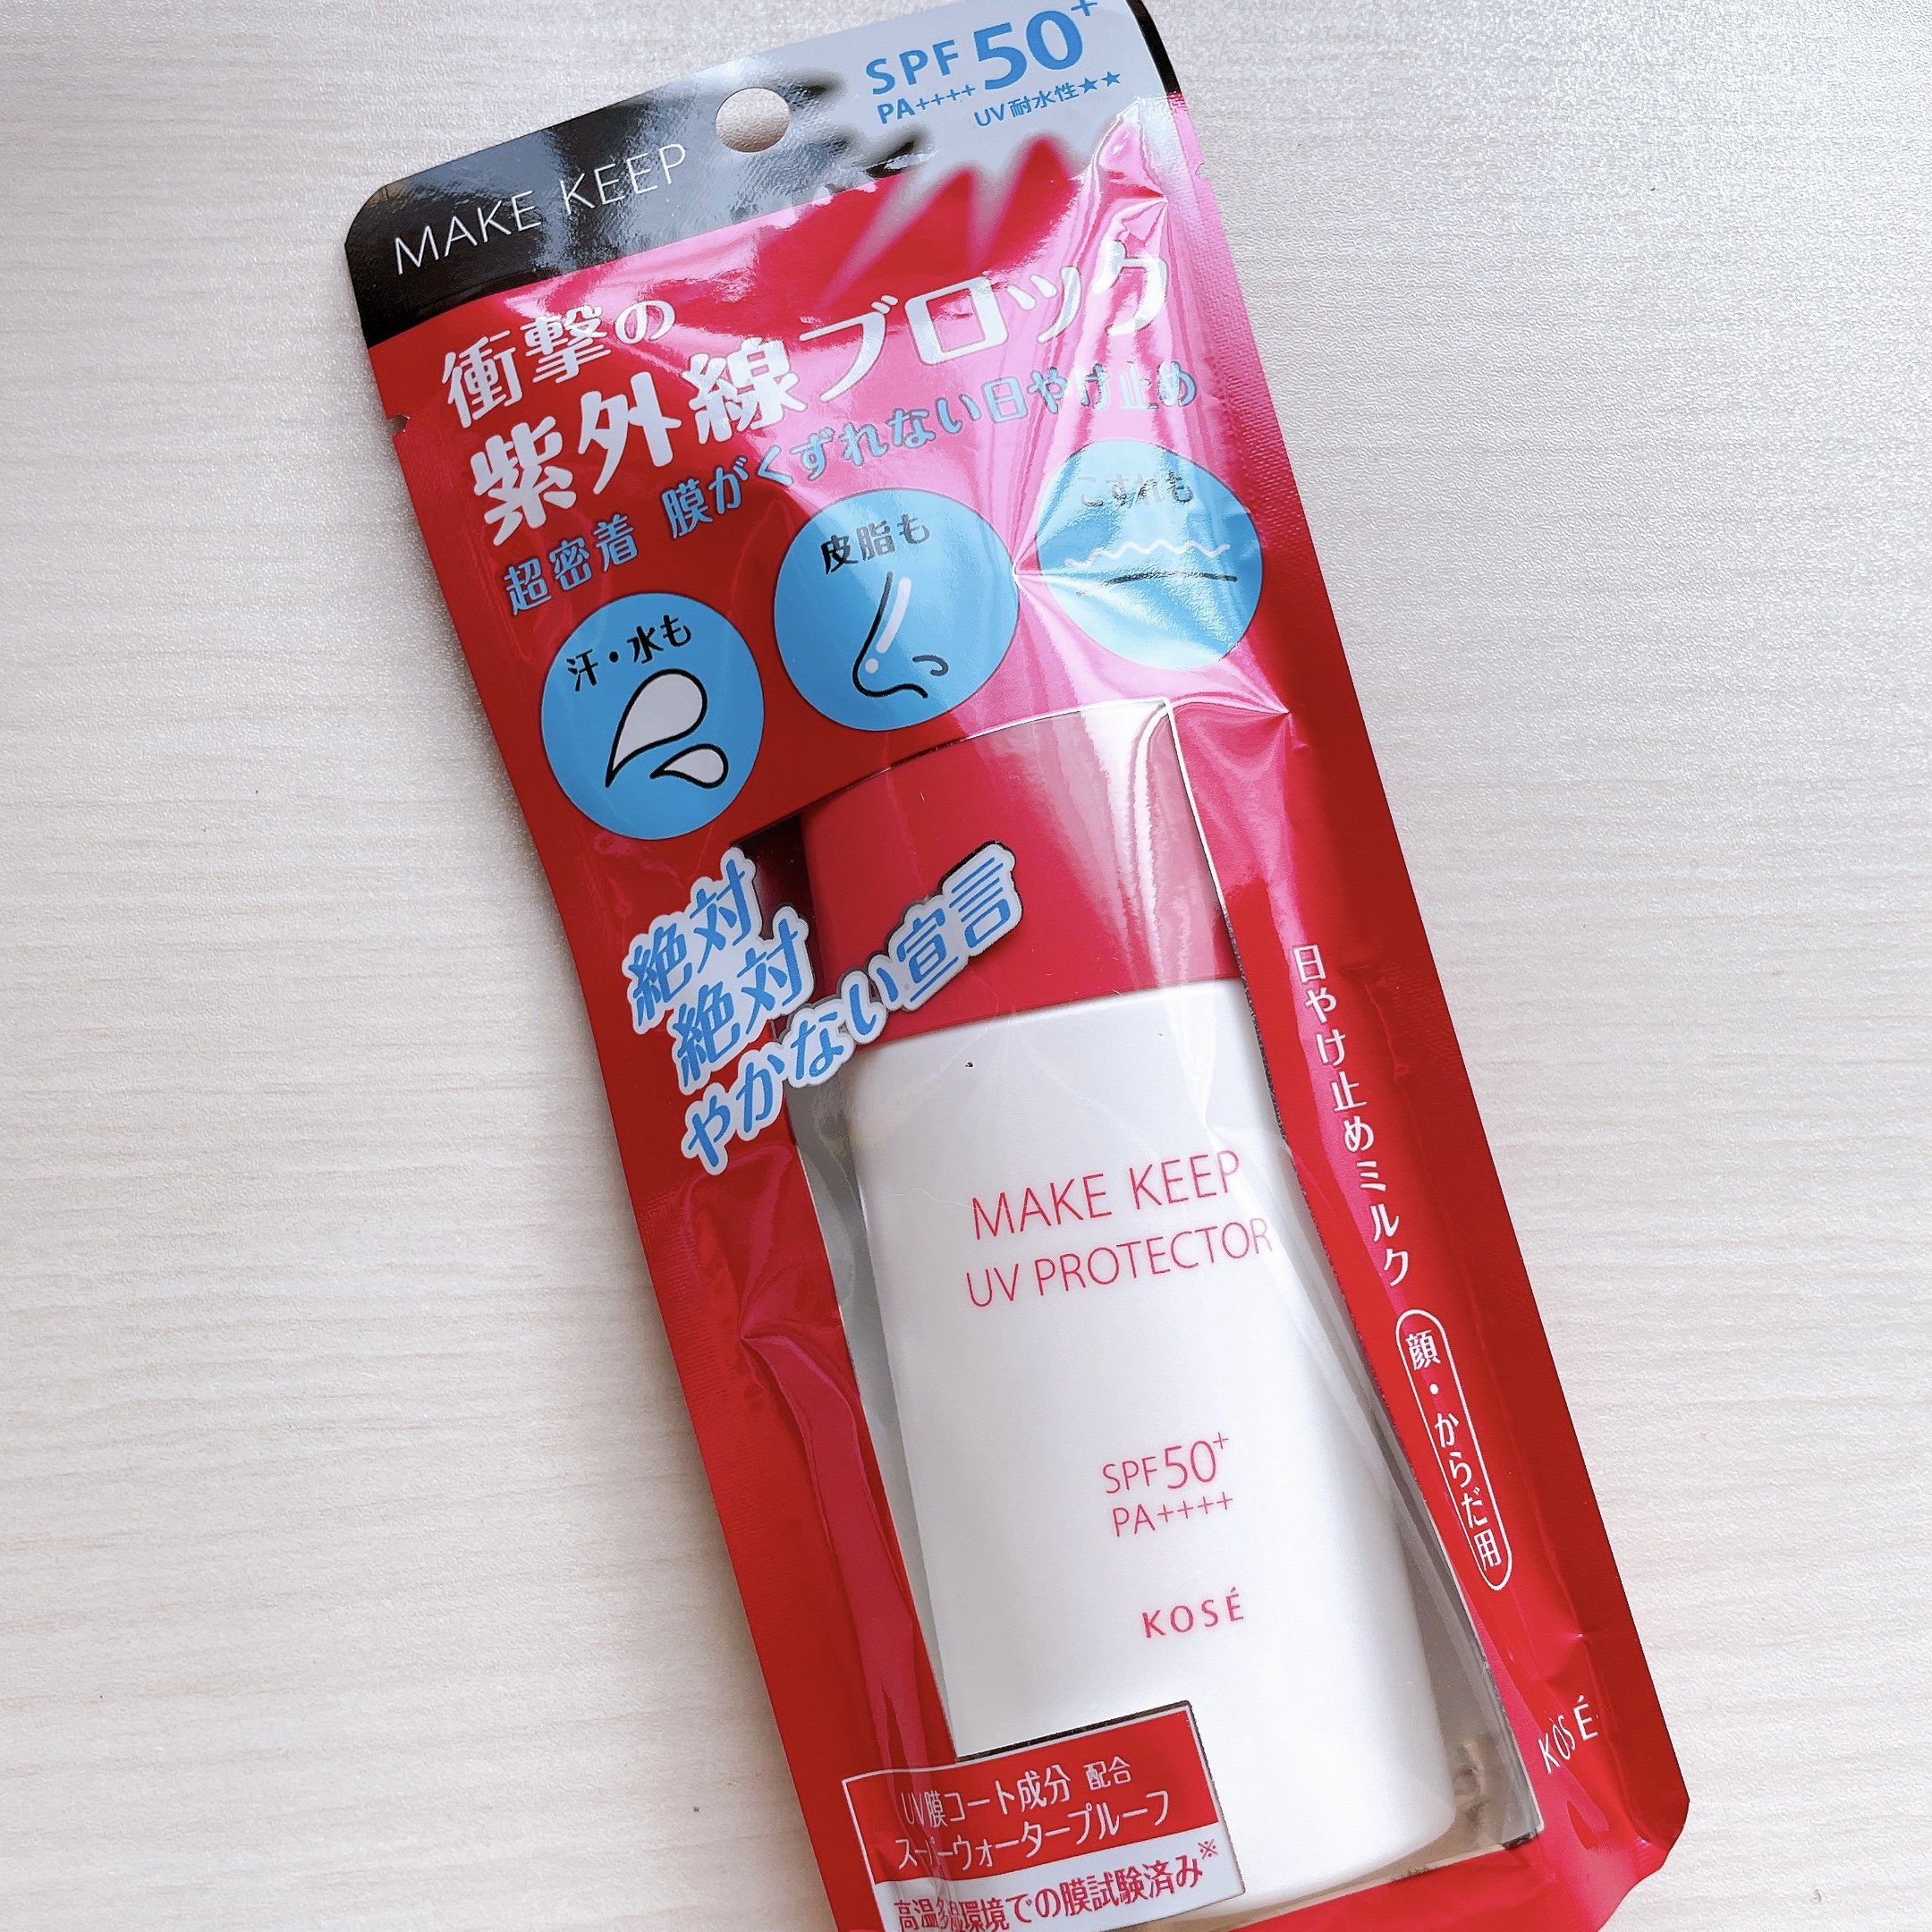 SPF 50+
PA++++
UV耐水性★★
MAKE KEEP
衝撃の
紫外線ブロック
超密着 膜がくずれない日やけ止め
汗・水も
皮脂も
こすれも
絶対
絶対
やかない宣言
MAKE KEEP
UV PROTECTOR
SPF50+
PA++++
KOSÉ
日やけ止めミルク 顔・からだ用
KOSÉ
UV膜コート成分 配合
スーパーウォータープルーフ
高温多湿環境での膜試験済み※